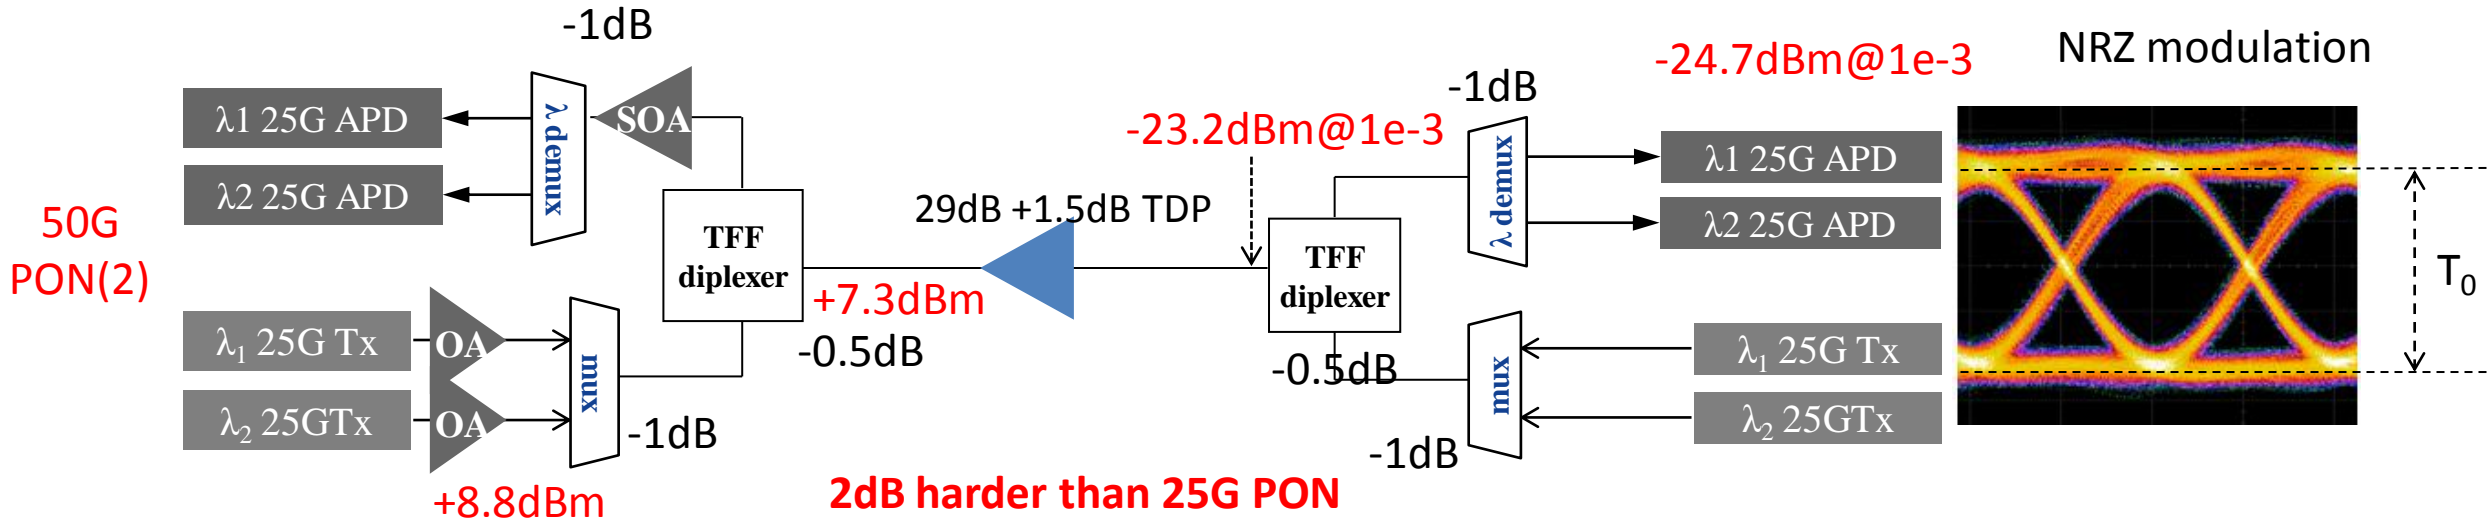 -1dB
NRZ modulation
-24.7dBm@1e-3
-1dB
λ1 25G APD
λ demux
SOA
-23.2dBm@1e-3
λ demux
λ1 25G APD
λ2 25G APD
29dB +1.5dB TDP
λ2 25G APD
50G
PON(2)
TFF
diplexer
TFF
diplexer
T₀
+7.3dBm
-0.5dB
-0.5dB
λ₁ 25G Tx
OA
mux
mux
λ₁ 25G Tx
λ₂ 25GTx
OA
-1dB
-1dB
λ₂ 25GTx
+8.8dBm
2dB harder than 25G PON